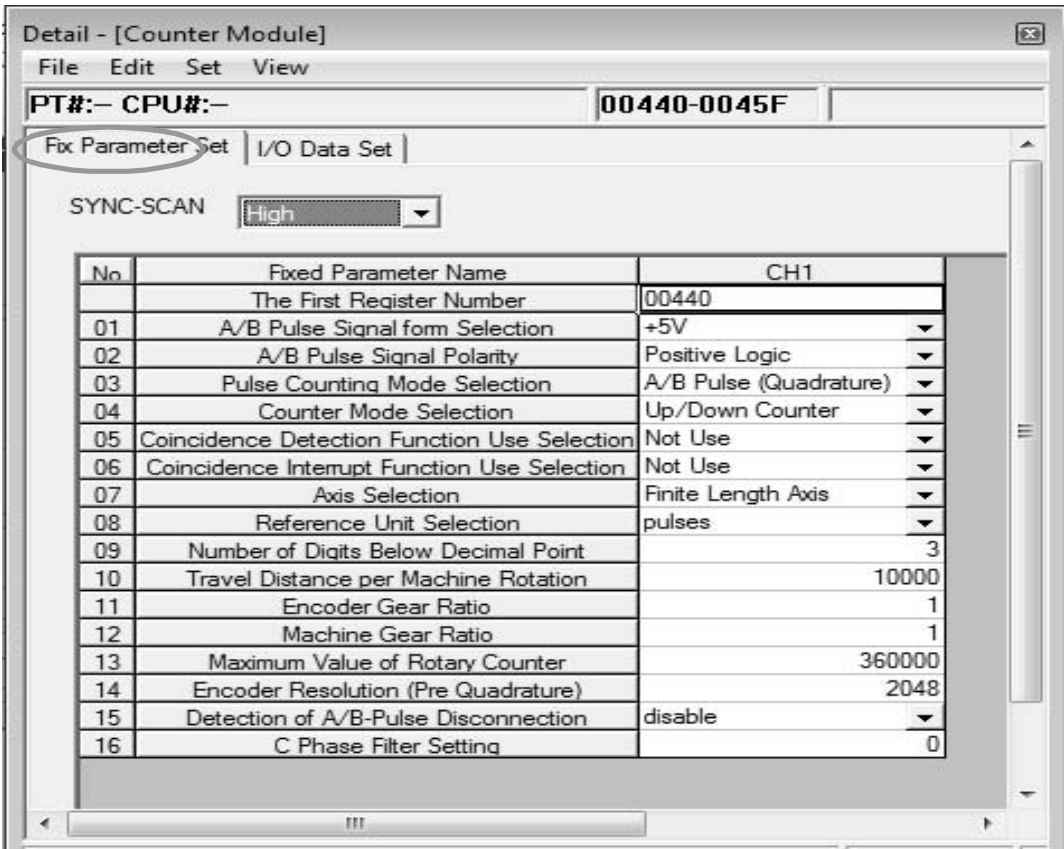 Detail - [Counter Module]
File Edit Set View
PT#:– CPU#:– 00440-0045F
Fix Parameter Set I/O Data Set
SYNC-SCAN High
No Fixed Parameter Name CH1
The First Register Number 00440
01 A/B Pulse Signal form Selection +5V
02 A/B Pulse Signal Polarity Positive Logic
03 Pulse Counting Mode Selection A/B Pulse (Quadrature)
04 Counter Mode Selection Up/Down Counter
05 Coincidence Detection Function Use Selection Not Use
06 Coincidence Interrupt Function Use Selection Not Use
07 Axis Selection Finite Length Axis
08 Reference Unit Selection pulses
09 Number of Digits Below Decimal Point 3
10 Travel Distance per Machine Rotation 10000
11 Encoder Gear Ratio 1
12 Machine Gear Ratio 1
13 Maximum Value of Rotary Counter 360000
14 Encoder Resolution (Pre Quadrature) 2048
15 Detection of A/B-Pulse Disconnection disable
16 C Phase Filter Setting 0